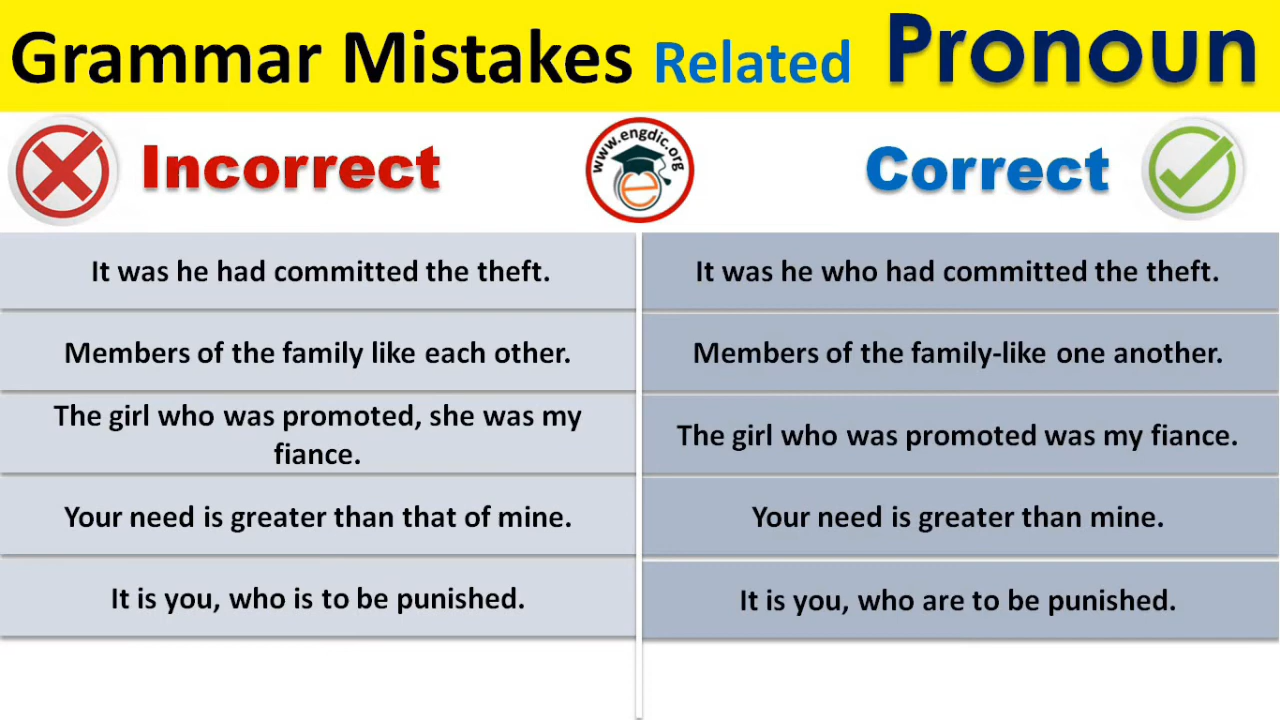 Grammar Mistakes Related Pronoun
Incorrect
www.engdic.org
e
Correct
It was he had committed the theft.
It was he who had committed the theft.
Members of the family like each other.
Members of the family-like one another.
The girl who was promoted, she was my
fiance.
The girl who was promoted was my fiance.
Your need is greater than that of mine.
Your need is greater than mine.
It is you, who is to be punished.
It is you, who are to be punished.